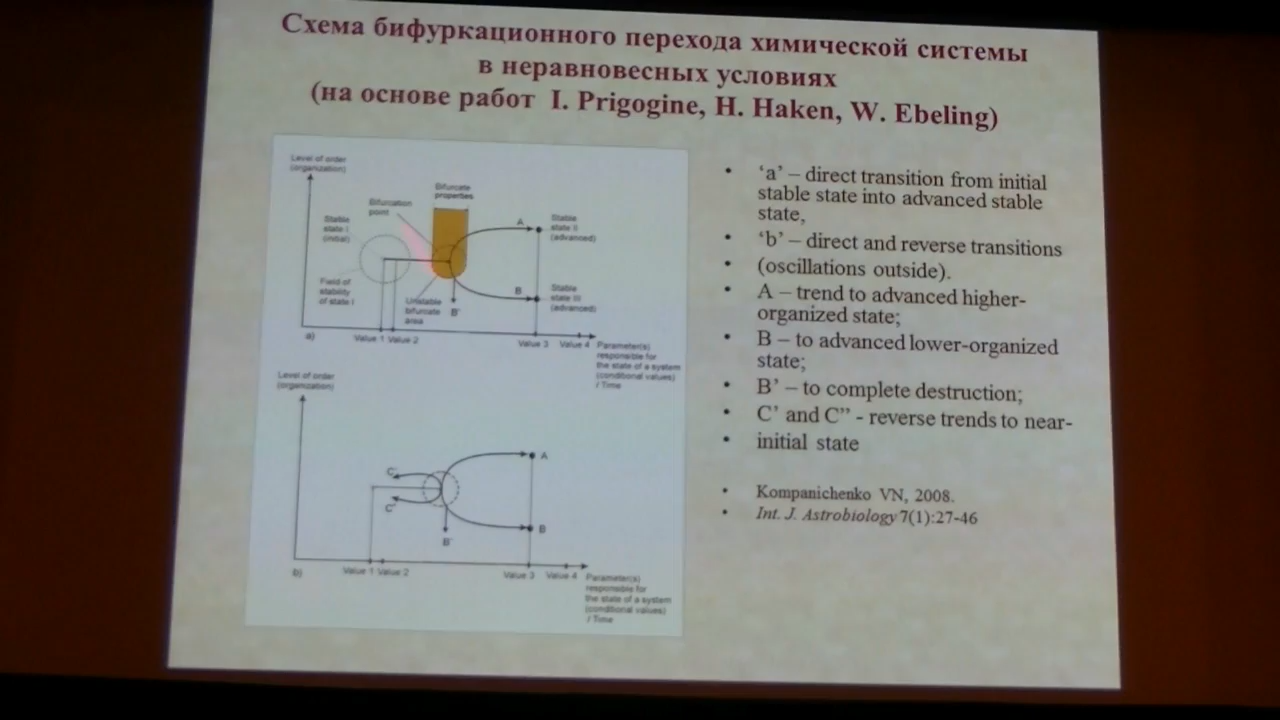 Схема бифуркационного перехода химической системы
в неравновесных условиях
(на основе работ I. Prigogine, H. Haken, W. Ebeling)
Level of order
(organization)
Bifurcate
properties
Bifurcation
point
Stable
state I
(initial)
A
Stable
state II
(advanced)
Field of
stability
of state I
Unstable
bifurcate
area
B'
B
Stable
state III
(advanced)
a)
Value 1 Value 2
Value 3 Value 4
Parameter(s)
responsible for
the state of a system
(conditional values)
/ Time
Level of order
(organization)
A
C'
C"
B'
B
b)
Value 1 Value 2
Value 3 Value 4
Parameter(s)
responsible for
the state of a system
(conditional values)
/ Time
• ‘a’ – direct transition from initial
stable state into advanced stable
state,
• ‘b’ – direct and reverse transitions
• (oscillations outside).
• A – trend to advanced higher-
organized state;
• B – to advanced lower-organized
state;
• B’ – to complete destruction;
• C’ and C” - reverse trends to near-
• initial state
• Kompanichenko VN, 2008.
• Int. J. Astrobiology 7(1):27-46